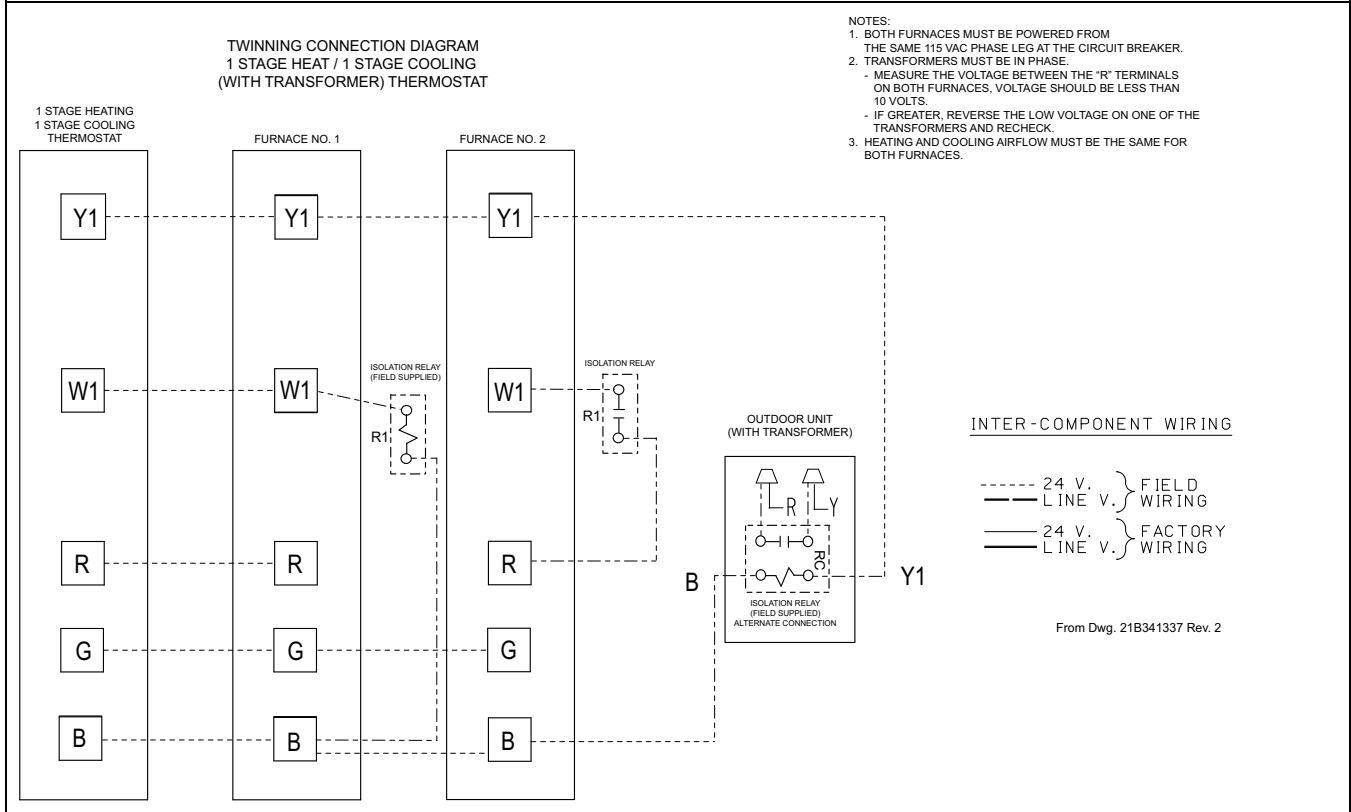 TWINNING CONNECTION DIAGRAM
1 STAGE HEAT / 1 STAGE COOLING
(WITH TRANSFORMER) THERMOSTAT
NOTES:
1. BOTH FURNACES MUST BE POWERED FROM
THE SAME 115 VAC PHASE LEG AT THE CIRCUIT BREAKER.
2. TRANSFORMERS MUST BE IN PHASE.
- MEASURE THE VOLTAGE BETWEEN THE “R” TERMINALS
ON BOTH FURNACES, VOLTAGE SHOULD BE LESS THAN
10 VOLTS.
- IF GREATER, REVERSE THE LOW VOLTAGE ON ONE OF THE
TRANSFORMERS AND RECHECK.
3. HEATING AND COOLING AIRFLOW MUST BE THE SAME FOR
BOTH FURNACES.
1 STAGE HEATING
1 STAGE COOLING
THERMOSTAT
Y1
W1
R
G
B
FURNACE NO. 1
Y1
W1
R
G
B
ISOLATION RELAY
(FIELD SUPPLIED)
R1
FURNACE NO. 2
Y1
W1
R
G
B
ISOLATION RELAY
R1
OUTDOOR UNIT
(WITH TRANSFORMER)
R
Y
RC
B
Y1
ISOLATION RELAY
(FIELD SUPPLIED)
ALTERNATE CONNECTION
INTER-COMPONENT WIRING
24 V.
LINE V.
FIELD
WIRING
24 V.
LINE V.
FACTORY
WIRING
From Dwg. 21B341337 Rev. 2